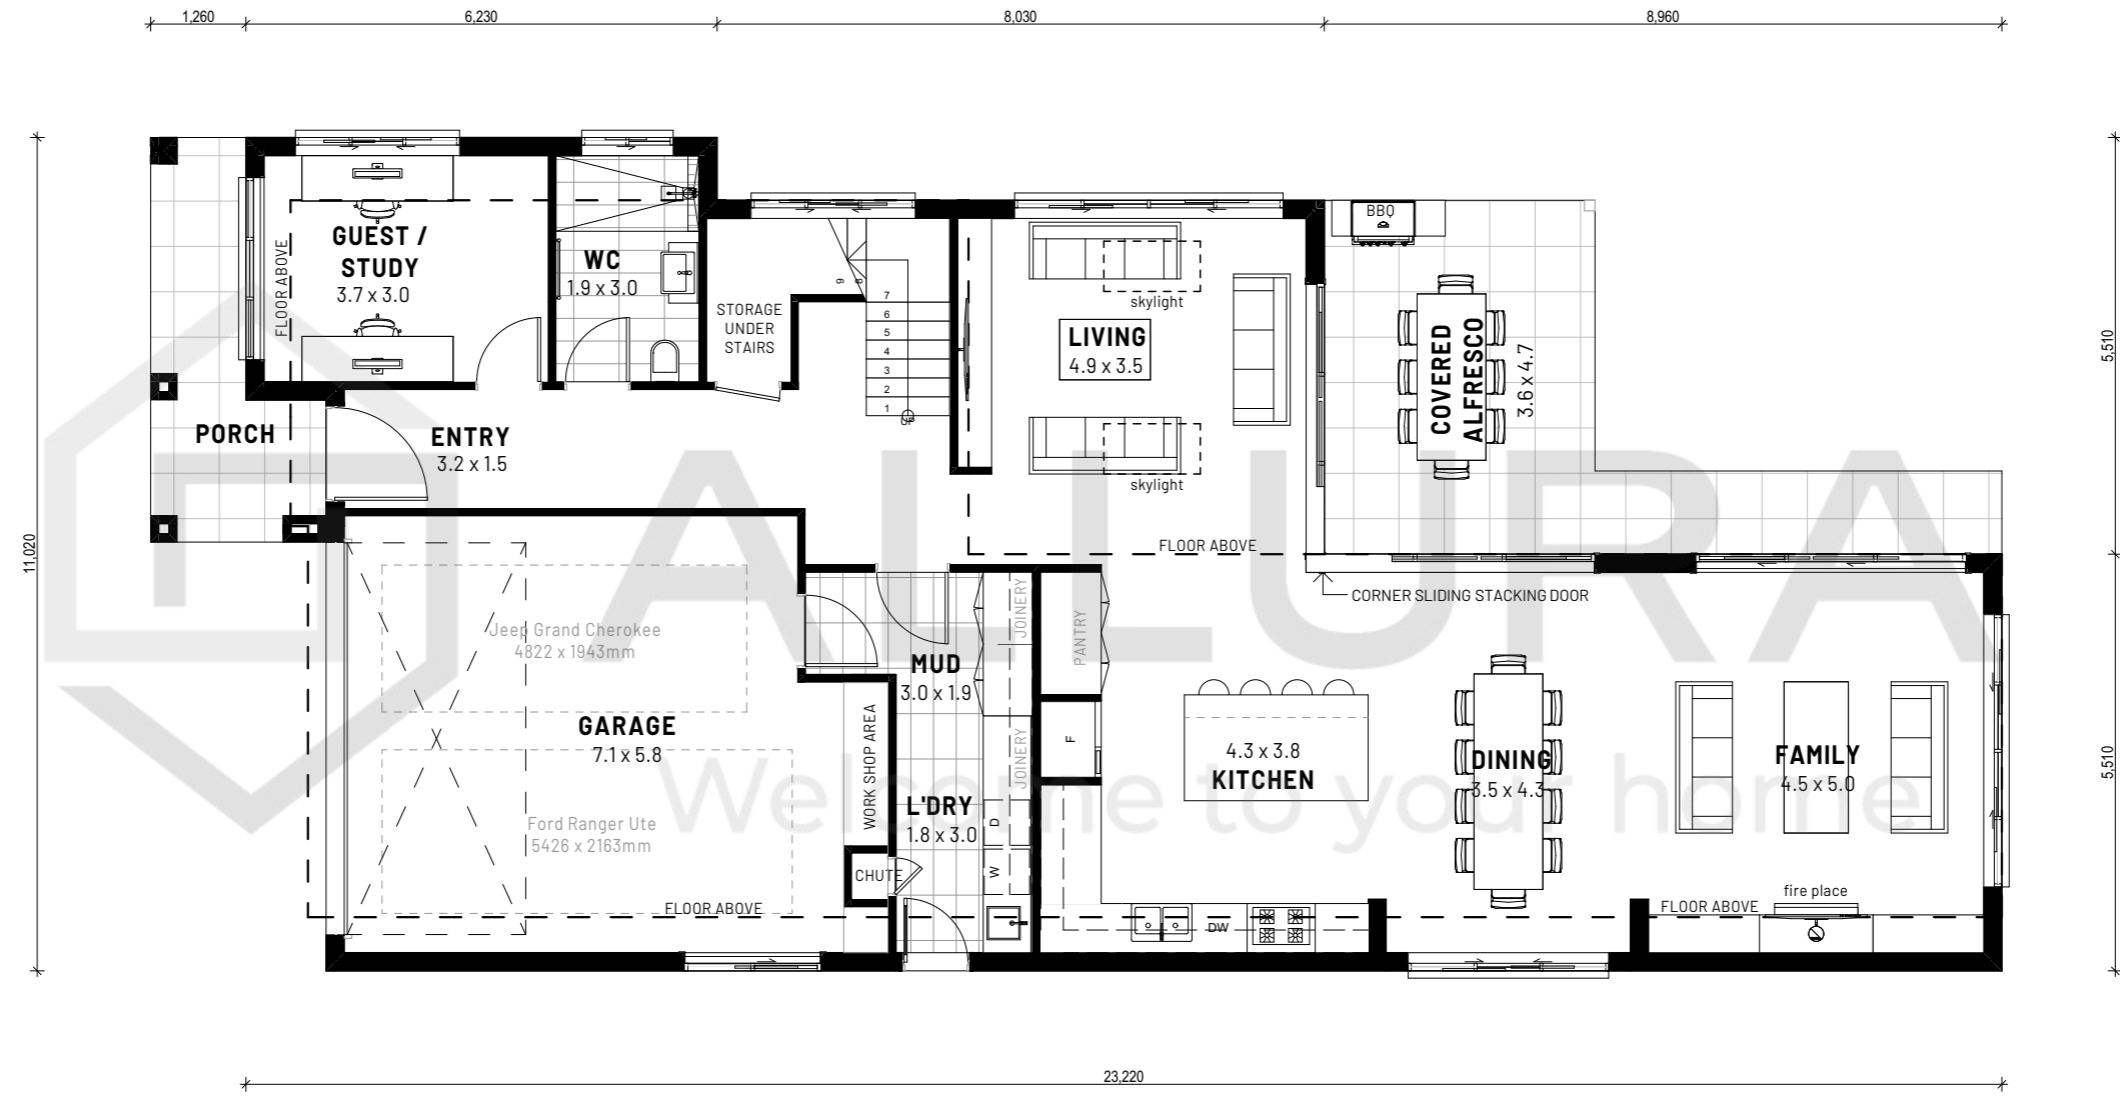 1,260
6,230
8,030
8,960
11,020
5,510
5,510
23,220
GUEST /
STUDY
3.7 x 3.0
FLOOR ABOVE
WC
1.9 x 3.0
STORAGE
UNDER
STAIRS
9
8
7
6
5
4
3
2
1
UP
skylight
LIVING
4.9 x 3.5
skylight
BBQ
COVERED
ALFRESCO
3.6 x 4.7
PORCH
ENTRY
3.2 x 1.5
FLOOR ABOVE
CORNER SLIDING STACKING DOOR
ALLURA
Welcome to your home
Jeep Grand Cherokee
4822 x 1943mm
GARAGE
7.1 x 5.8
Ford Ranger Ute
5426 x 2163mm
FLOOR ABOVE
WORK SHOP AREA
CHUTE
MUD
3.0 x 1.9
JOINERY
JOINERY
L'DRY
1.8 x 3.0
D
W
PANTRY
F
4.3 x 3.8
KITCHEN
DW
DINING
3.5 x 4.3
FAMILY
4.5 x 5.0
fire place
FLOOR ABOVE